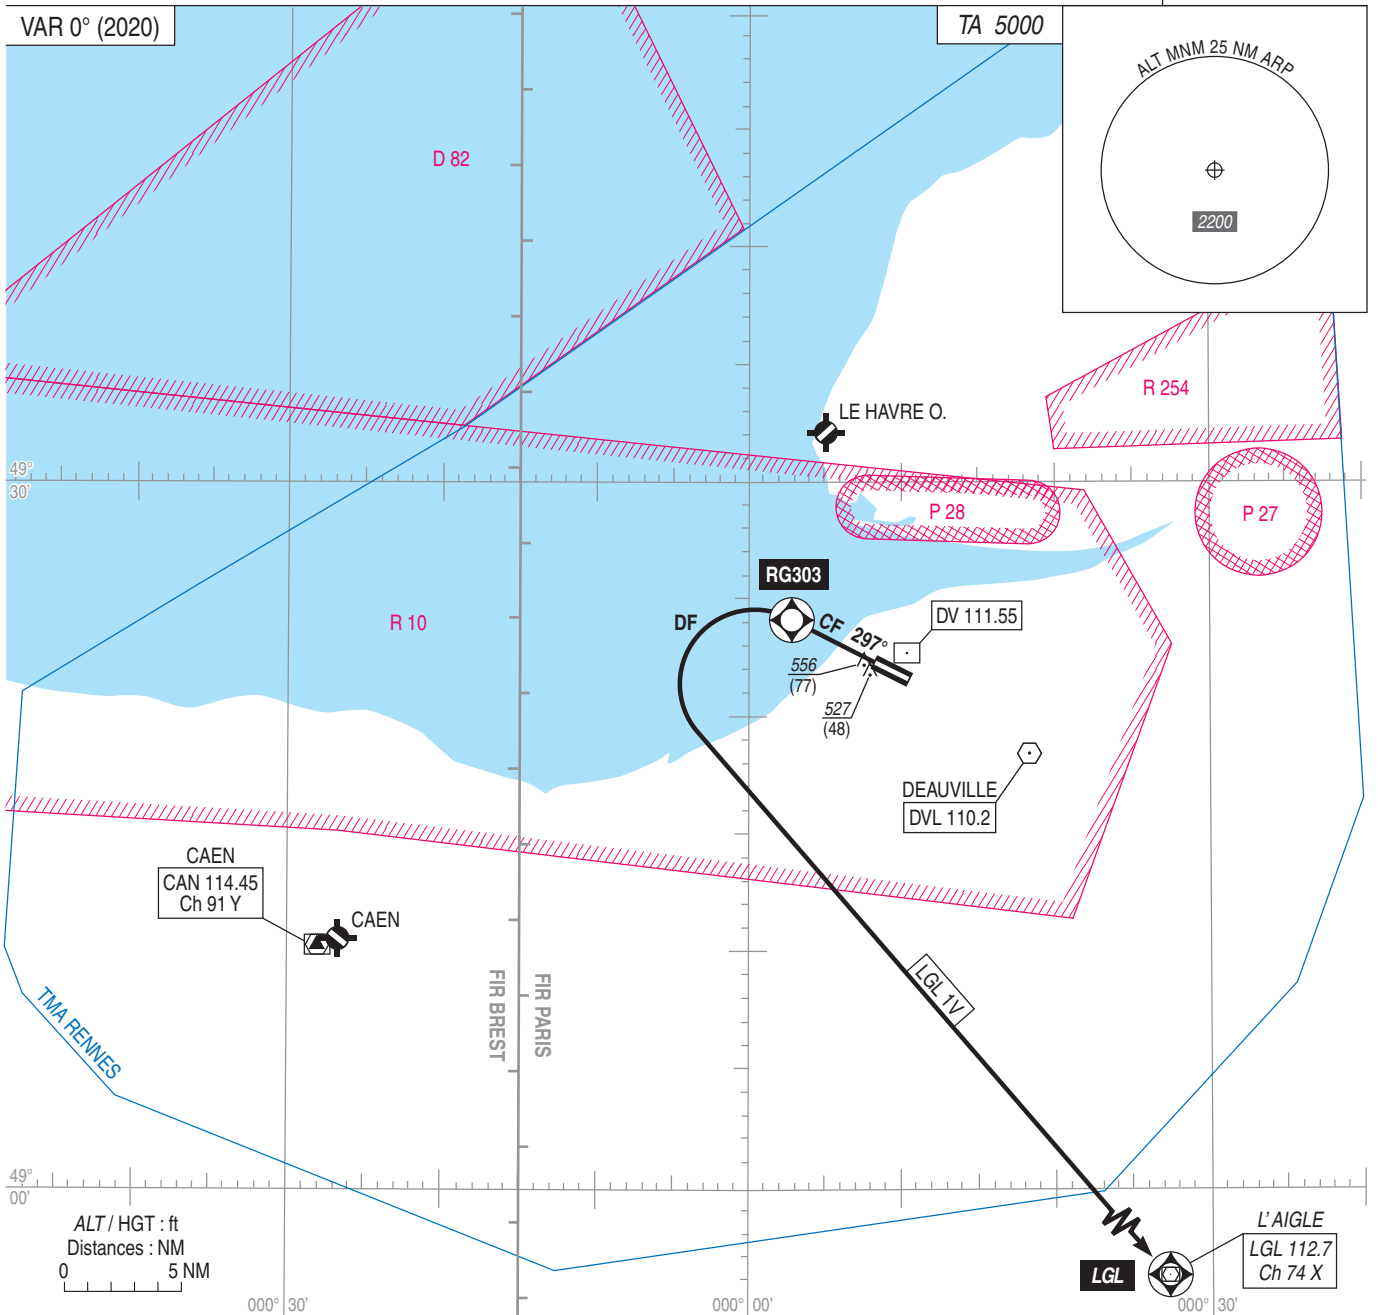 VAR 0° (2020)
TA 5000
ALT MNM 25 NM ARP
2200
D 82
R 254
LE HAVRE O.
49°
30'
P 28
P 27
RG303
R 10
DF
CF 297°
DV 111.55
556
(77)
527
(48)
DEAUVILLE
DVL 110.2
CAEN
CAN 114.45
Ch 91 Y
CAEN
FIR BREST
FIR PARIS
LGL 1V
TMA RENNES
49°
00'
ALT / HGT : ft
Distances : NM
0 5 NM
L'AIGLE
LGL 112.7
Ch 74 X
LGL
000° 30'
000° 00'
000° 30'